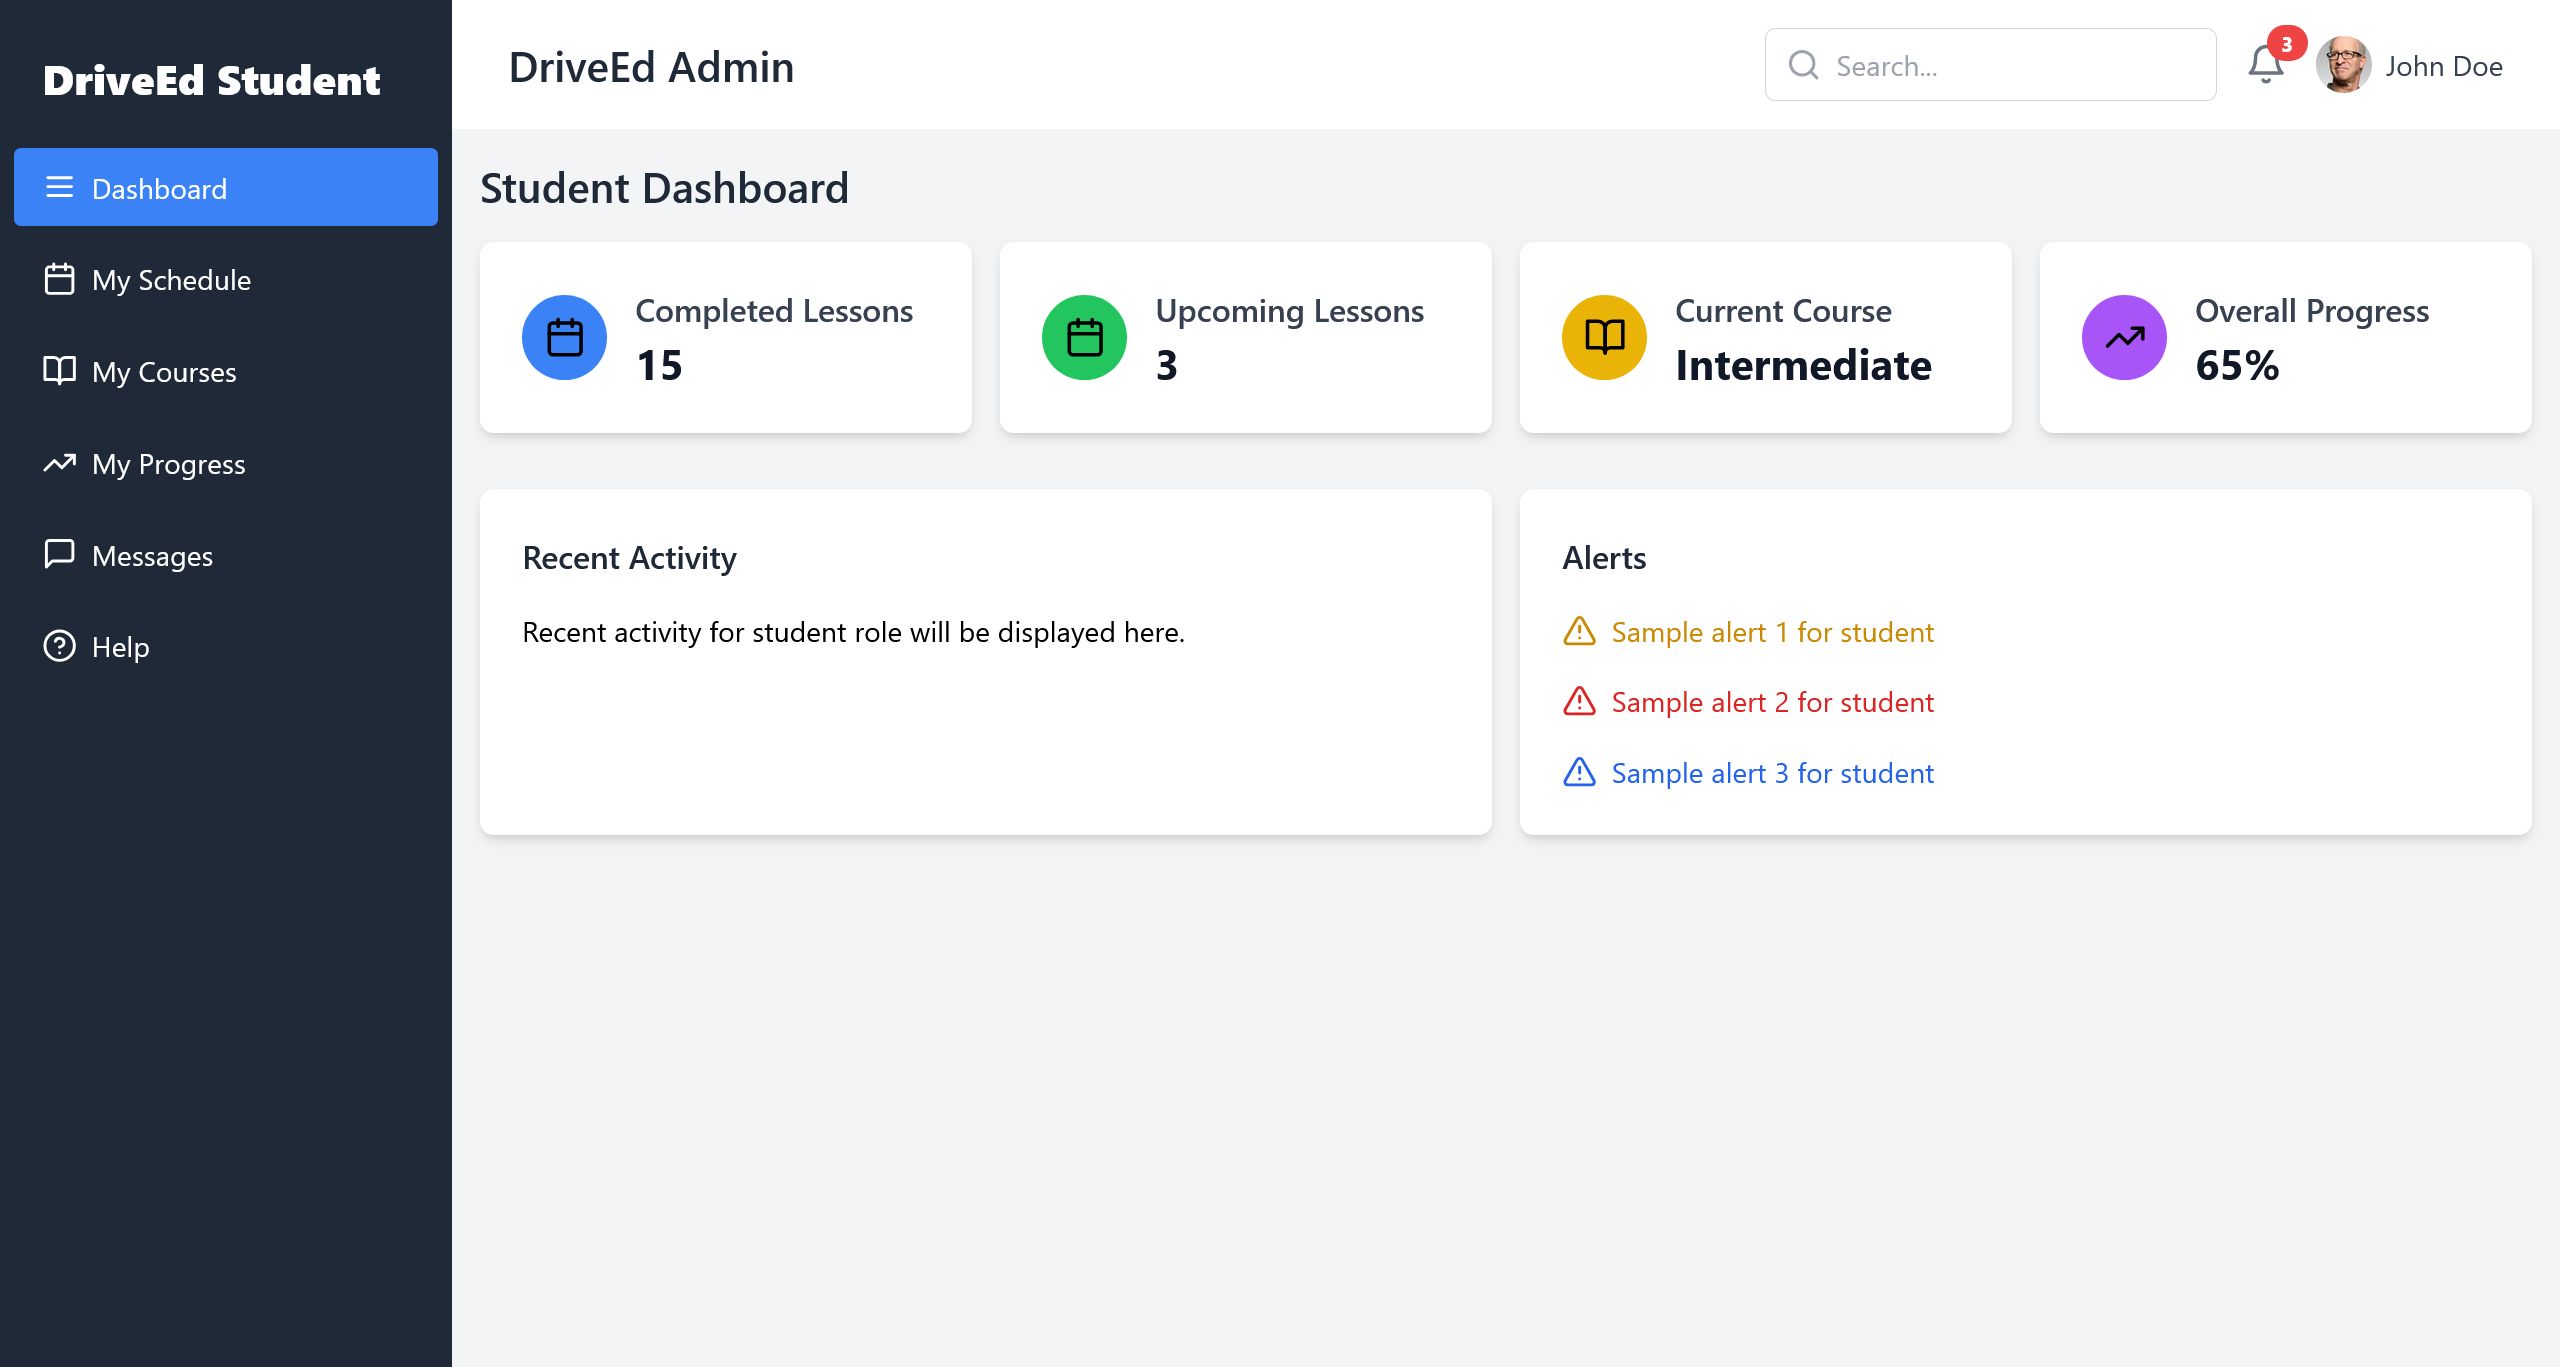 DriveEd Student
Dashboard
My Schedule
My Courses
My Progress
Messages
Help
DriveEd Admin
Search...
3
John Doe
Student Dashboard
Completed Lessons
15
Upcoming Lessons
3
Current Course
Intermediate
Overall Progress
65%
Recent Activity
Recent activity for student role will be displayed here.
Alerts
Sample alert 1 for student
Sample alert 2 for student
Sample alert 3 for student